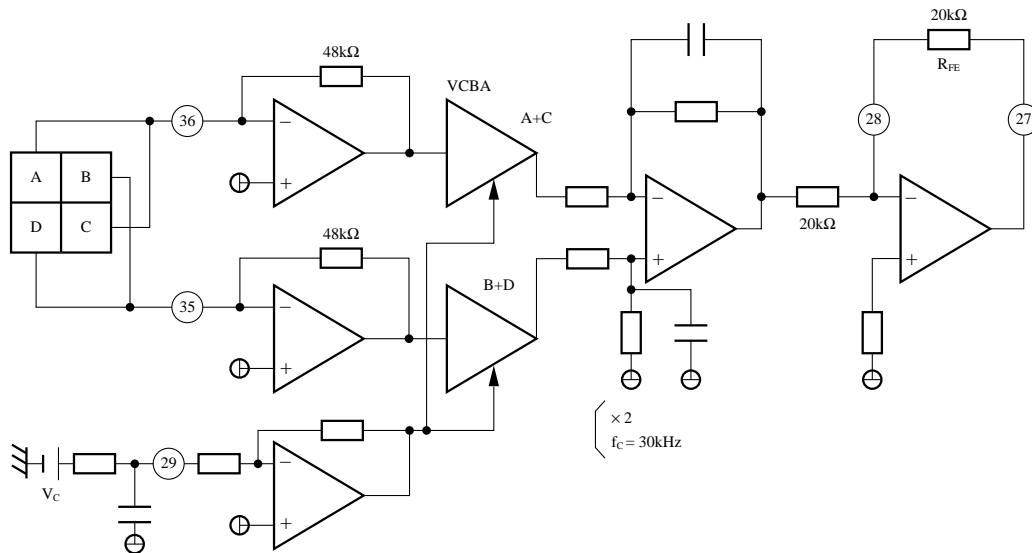 20kΩ
R_FE
48kΩ
VCBA
A+C
36
28
27
−
+
A
B
D
C
−
+
20kΩ
−
+
48kΩ
B+D
35
−
+
× 2
f_C = 30kHz
29
V_C
−
+
−
+